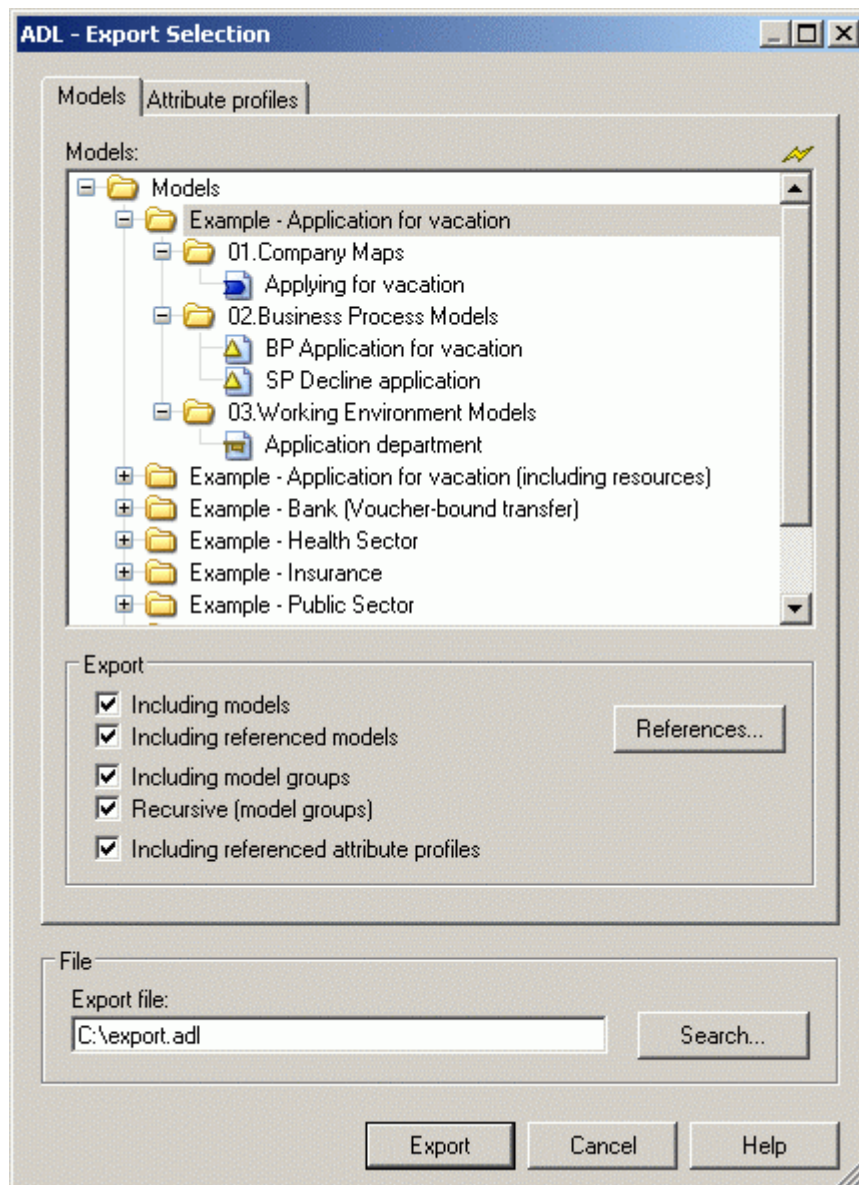 ADL - Export Selection
Models
Attribute profiles
Models:
Models
Example - Application for vacation
01.Company Maps
Applying for vacation
02.Business Process Models
BP Application for vacation
SP Decline application
03.Working Environment Models
Application department
Example - Application for vacation (including resources)
Example - Bank (Voucher-bound transfer)
Example - Health Sector
Example - Insurance
Example - Public Sector
Export
Including models
Including referenced models
References...
Including model groups
Recursive (model groups)
Including referenced attribute profiles
File
Export file:
C:\export.adl
Search...
Export
Cancel
Help